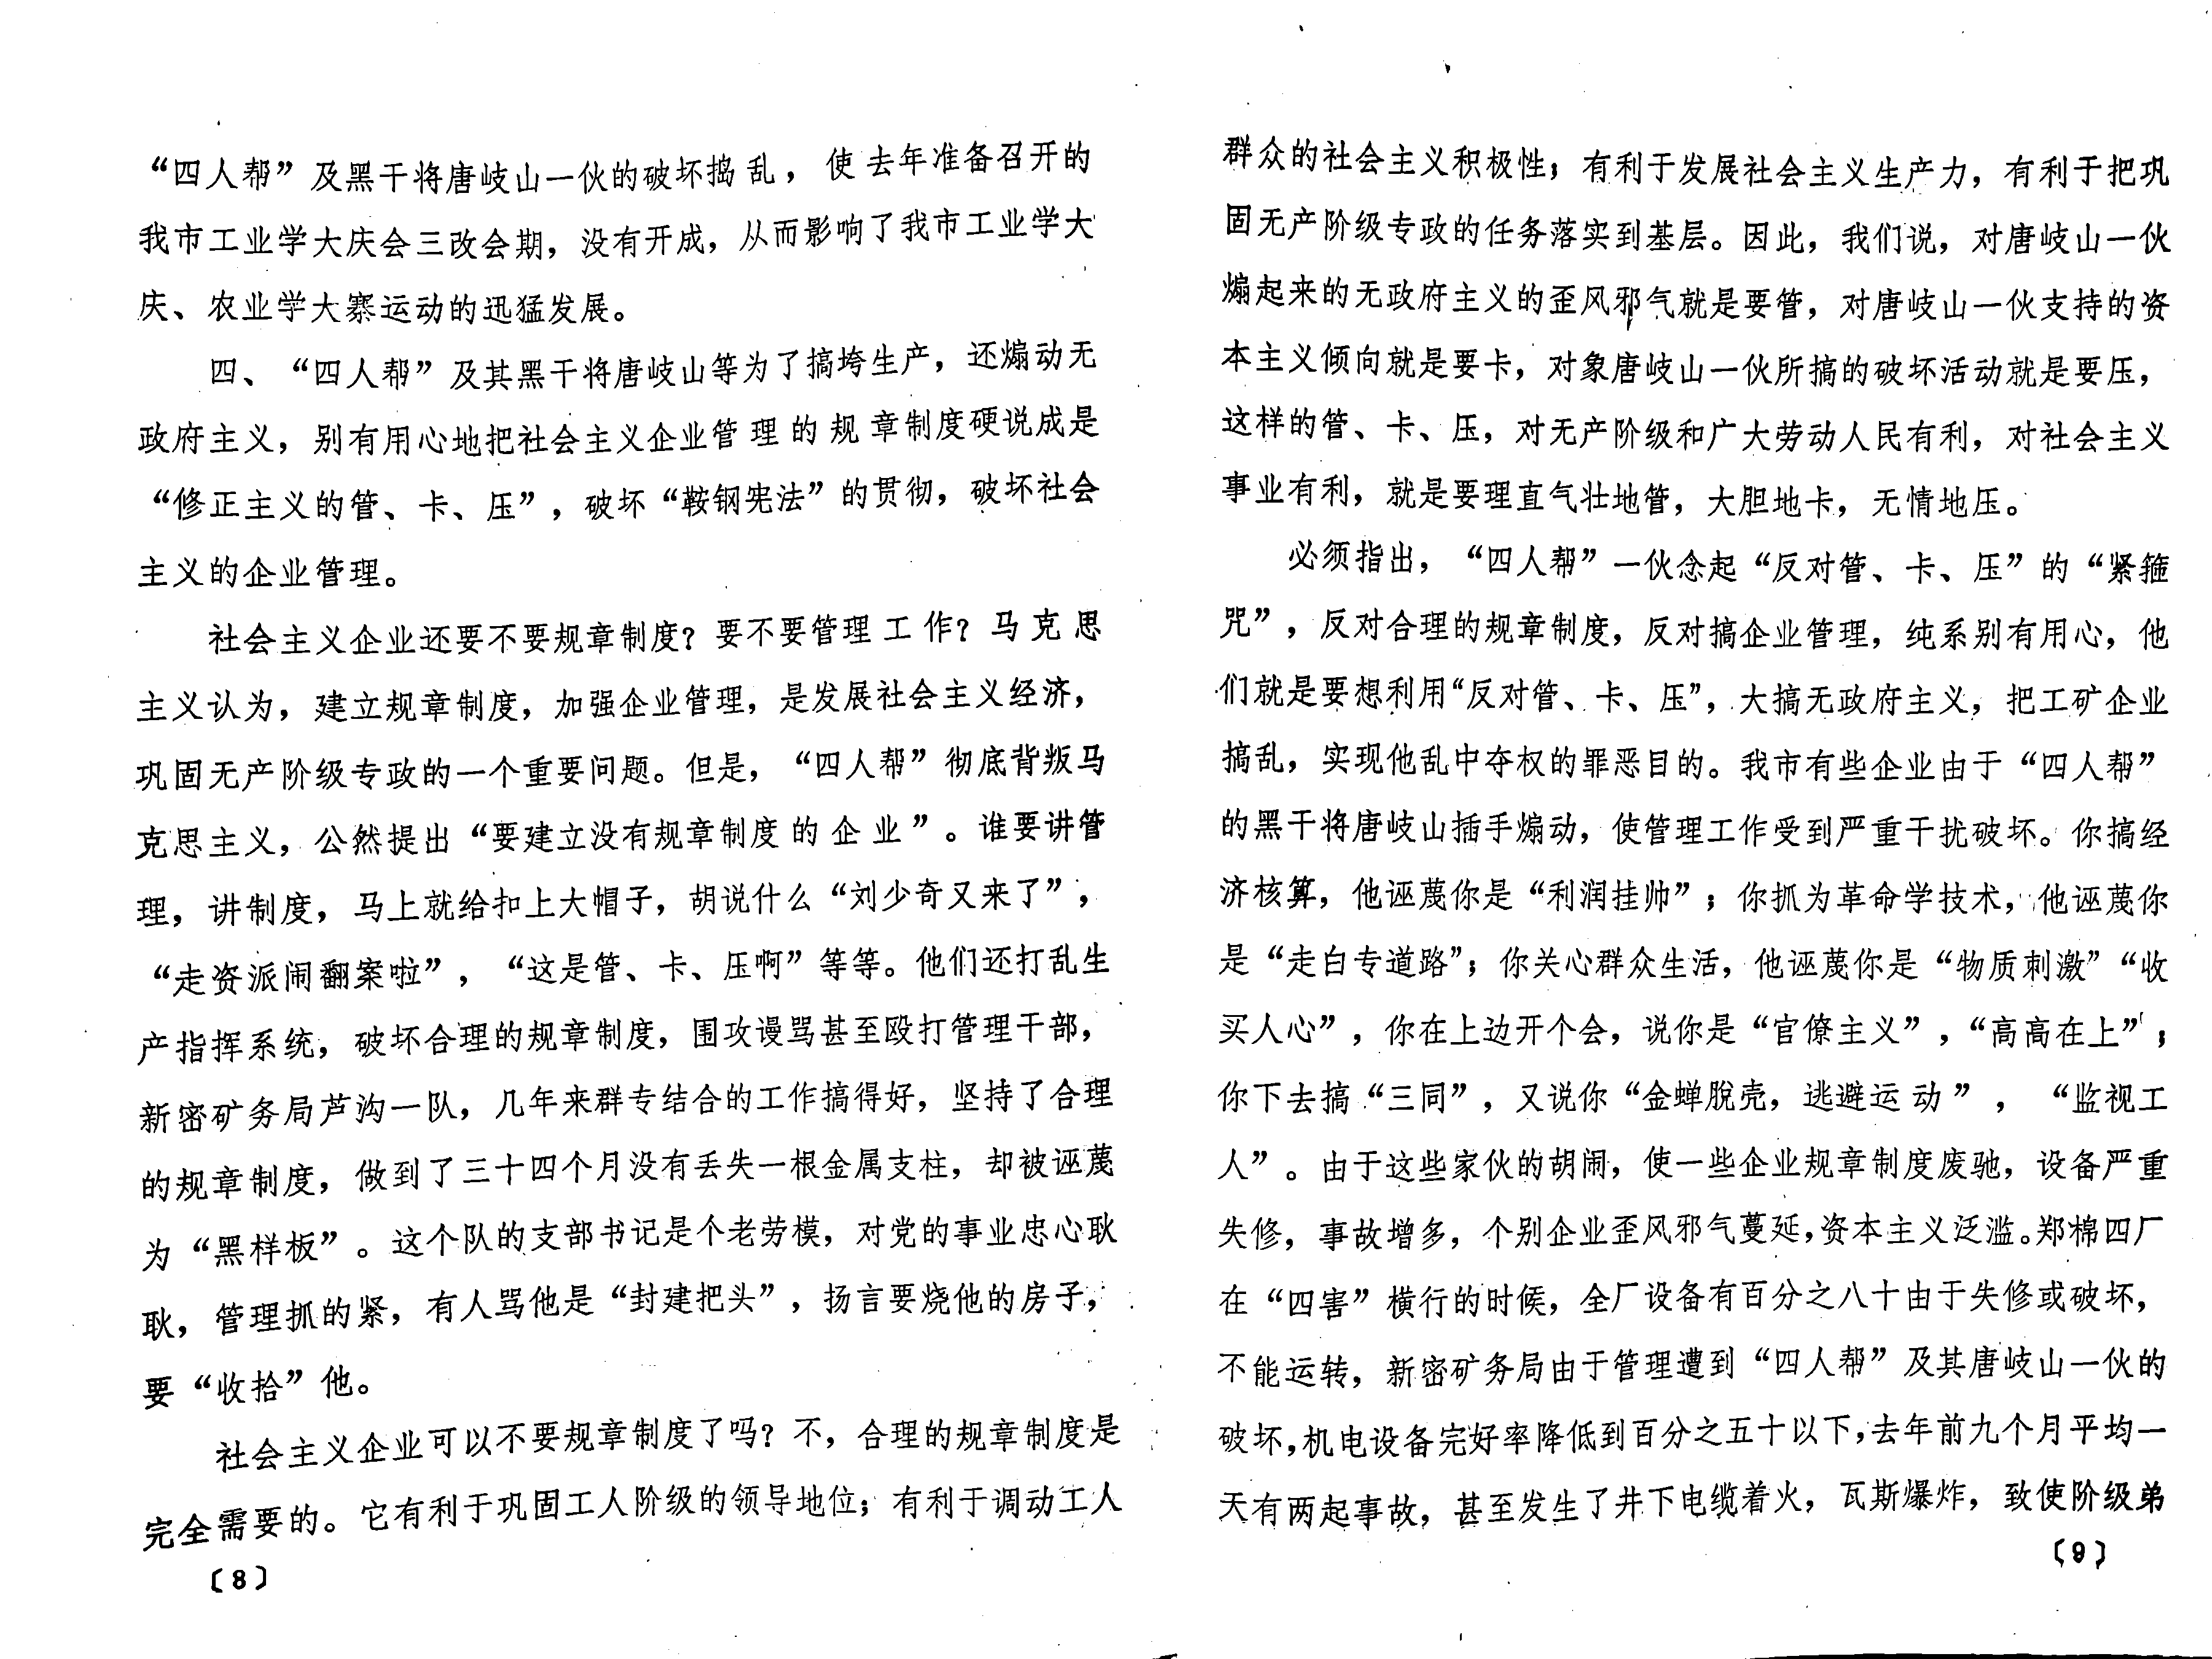 “四人帮”及黑干将唐岐山一伙的破坏捣乱，使去年准备召开的
我市工业学大庆会三改会期，没有开成，从而影响了我市工业学大
庆、农业学大寨运动的迅猛发展。
四、“四人帮”及其黑干将唐岐山等为了搞垮生产，还煽动无
政府主义，别有用心地把社会主义企业管理的规章制度硬说成是
“修正主义的管、卡、压”，破坏“鞍钢宪法”的贯彻，破坏社会
主义的企业管理。
社会主义企业还要不要规章制度？要不要管理工作？马克思
主义认为，建立规章制度，加强企业管理，是发展社会主义经济，
巩固无产阶级专政的一个重要问题。但是，“四人帮”彻底背叛马
克思主义，公然提出“要建立没有规章制度的企业”。谁要讲管
理，讲制度，马上就给扣上大帽子，胡说什么“刘少奇又来了”，
“走资派闹翻案啦”，“这是管、卡、压啊”等等。他们还打乱生
产指挥系统，破坏合理的规章制度，围攻谩骂甚至殴打管理干部，
新密矿务局芦沟一队，几年来群专结合的工作搞得好，坚持了合理
的规章制度，做到了三十四个月没有丢失一根金属支柱，却被诬蔑
为“黑样板”。这个队的支部书记是个老劳模，对党的事业忠心耿
耿，管理抓的紧，有人骂他是“封建把头”，扬言要烧他的房子，
要“收拾”他。
社会主义企业可以不要规章制度了吗？不，合理的规章制度是
完全需要的。它有利于巩固工人阶级的领导地位；有利于调动工人
〔8〕
群众的社会主义积极性；有利于发展社会主义生产力，有利于把巩
固无产阶级专政的任务落实到基层。因此，我们说，对唐岐山一伙
煽起来的无政府主义的歪风邪气就是要管，对唐岐山一伙支持的资
本主义倾向就是要卡，对象唐岐山一伙所搞的破坏活动就是要压，
这样的管、卡、压，对无产阶级和广大劳动人民有利，对社会主义
事业有利，就是要理直气壮地管，大胆地卡，无情地压。
必须指出，“四人帮”一伙念起“反对管、卡、压”的“紧箍
咒”，反对合理的规章制度，反对搞企业管理，纯系别有用心，他
们就是要想利用“反对管、卡、压”，大搞无政府主义，把工矿企业
搞乱，实现他乱中夺权的罪恶目的。我市有些企业由于“四人帮”
的黑干将唐岐山插手煽动，使管理工作受到严重干扰破坏。你搞经
济核算，他诬蔑你是“利润挂帅”；你抓为革命学技术，他诬蔑你
是“走白专道路”；你关心群众生活，他诬蔑你是“物质刺激”“收
买人心”，你在上边开个会，说你是“官僚主义”，“高高在上”；
你下去搞“三同”，又说你“金蝉脱壳，逃避运动”，“监视工
人”。由于这些家伙的胡闹，使一些企业规章制度废驰，设备严重
失修，事故增多，个别企业歪风邪气蔓延，资本主义泛滥。郑棉四厂
在“四害”横行的时候，全厂设备有百分之八十由于失修或破坏，
不能运转，新密矿务局由于管理遭到“四人帮”及其唐岐山一伙的
破坏，机电设备完好率降低到百分之五十以下，去年前九个月平均一
天有两起事故，甚至发生了井下电缆着火，瓦斯爆炸，致使阶级弟
〔9〕